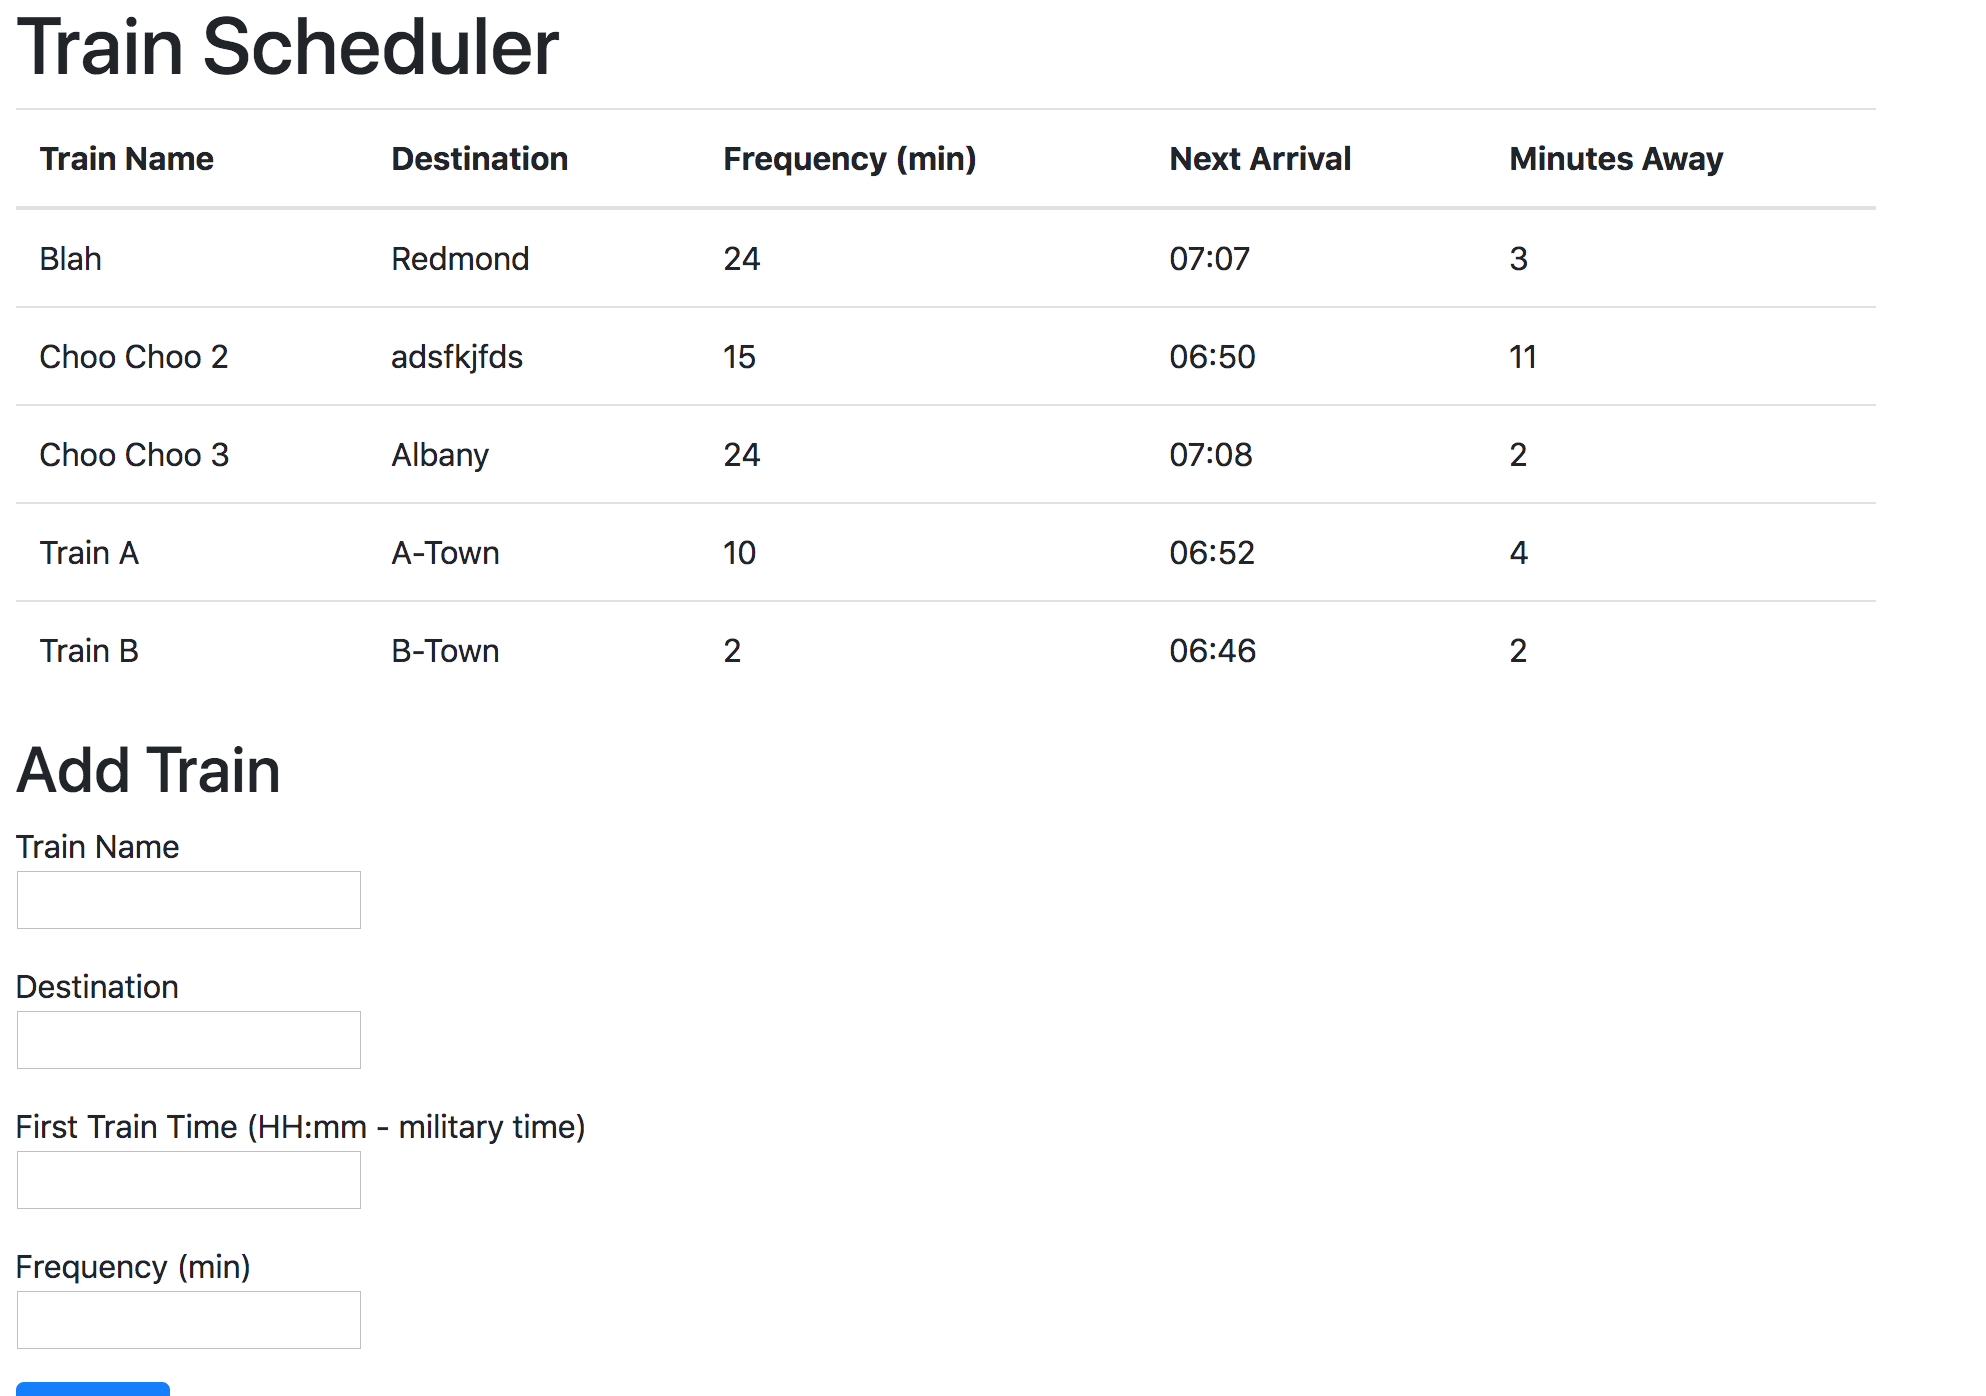 Train Scheduler
Train Name Destination Frequency (min) Next Arrival Minutes Away
Blah Redmond 24 07:07 3
Choo Choo 2 adsfkjfds 15 06:50 11
Choo Choo 3 Albany 24 07:08 2
Train A A-Town 10 06:52 4
Train B B-Town 2 06:46 2
Add Train
Train Name
Destination
First Train Time (HH:mm - military time)
Frequency (min)